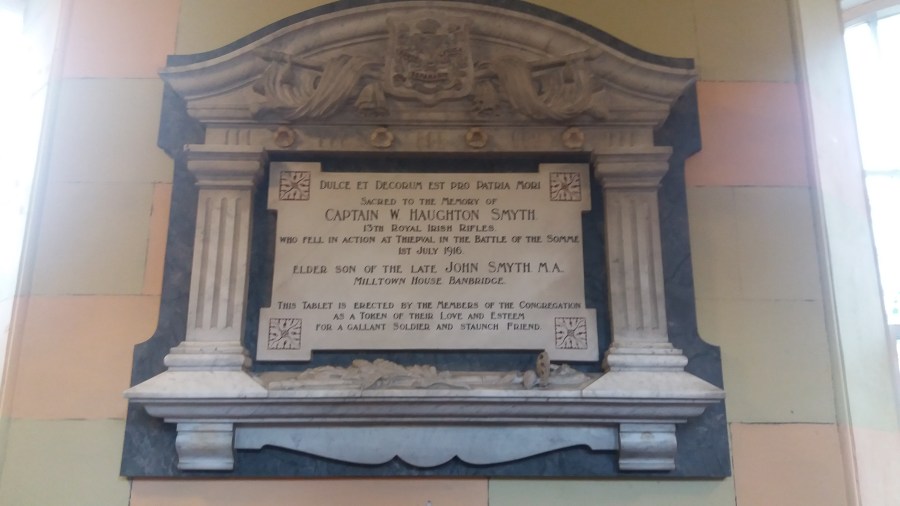 Dulce et Decorum est pro Patria Mori
Sacred to the Memory of
Captain W. Haughton Smyth.
13th Royal Irish Rifles.
who fell in action at Thiepval in the Battle of the Somme
1st July 1916.
elder son of the late John Smyth M.A.
Milltown House Banbridge.
This Tablet is erected by the Members of the Congregation
as a Token of their Love and Esteem
for a gallant Soldier and staunch Friend.